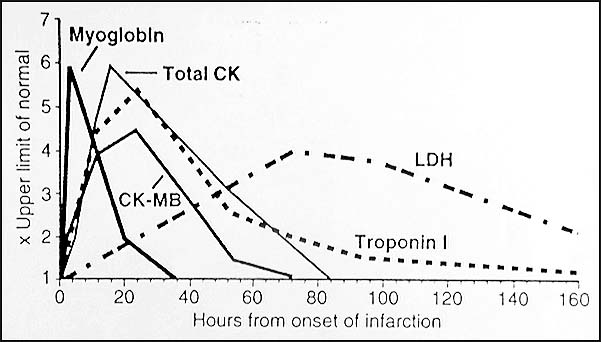 7
6
5
4
3
2
1
x Upper limit of normal
Myoglobin
Total CK
CK-MB
LDH
Troponin I
0 20 40 60 80 100 120 140 160
Hours from onset of infarction